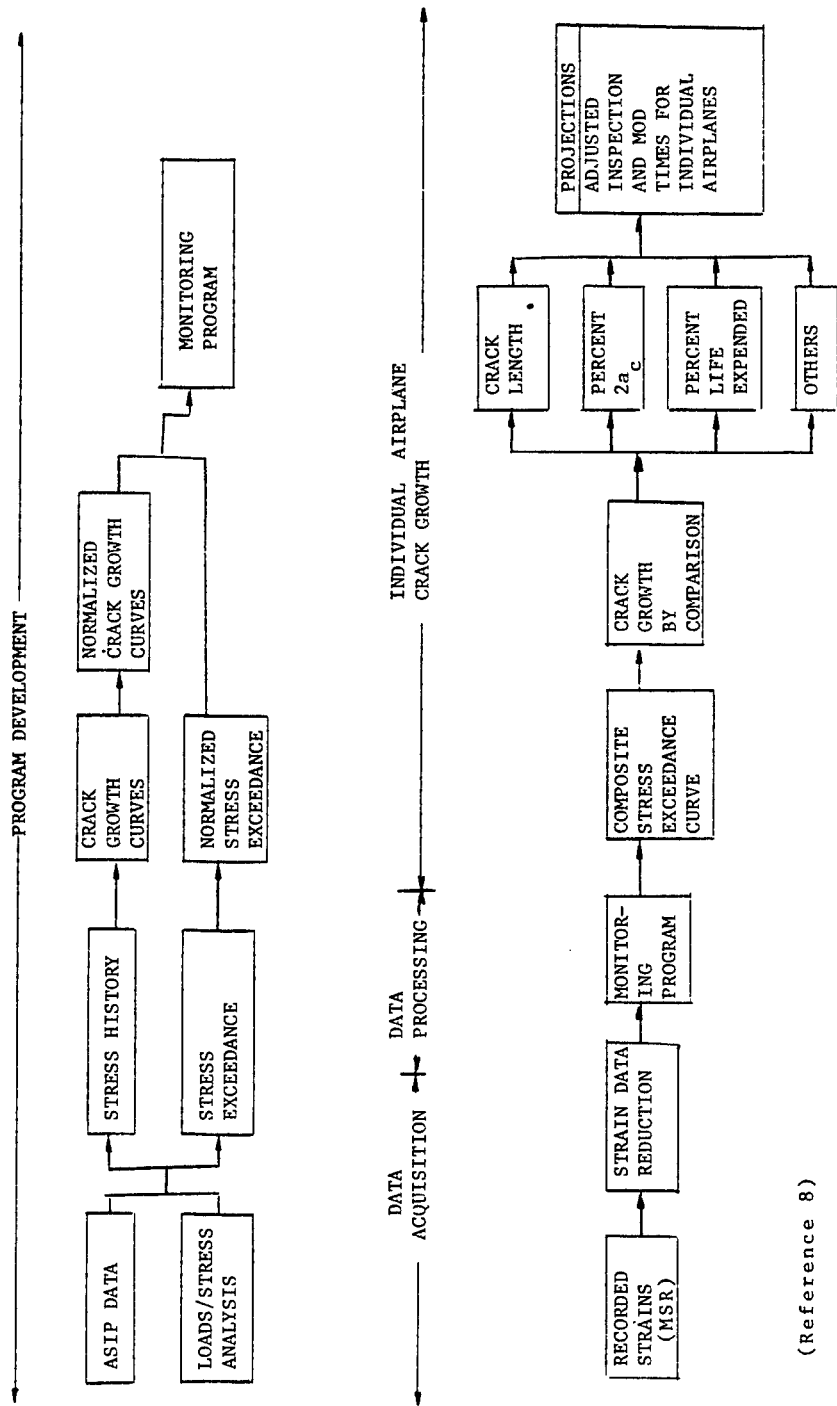 PROGRAM DEVELOPMENT
ASIP DATA
LOADS/STRESS
ANALYSIS
STRESS HISTORY
STRESS
EXCEEDANCE
CRACK
GROWTH
CURVES
NORMALIZED
STRESS
EXCEEDANCE
NORMALIZED
CRACK GROWTH
CURVES
MONITORING
PROGRAM
DATA
ACQUISITION
DATA
PROCESSING
INDIVIDUAL AIRPLANE
CRACK GROWTH
RECORDED
STRAINS
(MSR)
STRAIN DATA
REDUCTION
MONITOR-
ING
PROGRAM
COMPOSITE
STRESS
EXCEEDANCE
CURVE
CRACK
GROWTH
BY
COMPARISON
CRACK
LENGTH
PERCENT
2a_c
PERCENT
LIFE
EXPENDED
OTHERS
PROJECTIONS
ADJUSTED
INSPECTION
AND MOD
TIMES FOR
INDIVIDUAL
AIRPLANES
(Reference 8)